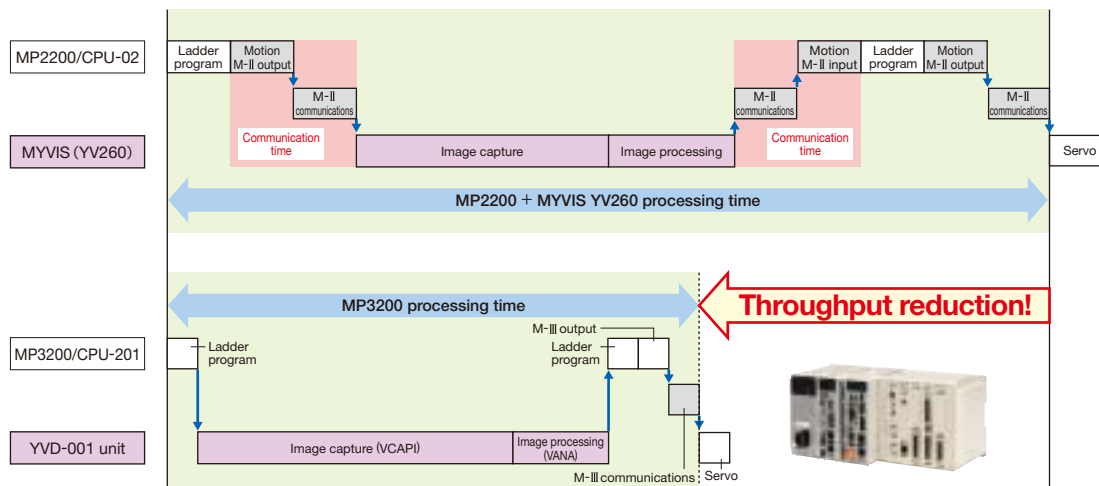 MP2200/CPU-02
Ladder
program
Motion
M-Ⅱ output
M-Ⅱ
communications
Communication
time
MYVIS (YV260)
Image capture
Image processing
M-Ⅱ
communications
Motion
M-Ⅱ input
Ladder
program
Motion
M-Ⅱ output
M-Ⅱ
communications
Communication
time
Servo
MP2200 + MYVIS YV260 processing time
MP3200 processing time
Throughput reduction!
MP3200/CPU-201
Ladder
program
M-Ⅲ output
Ladder
program
YVD-001 unit
Image capture (VCAPI)
Image processing
(VANA)
M-Ⅲ communications
Servo